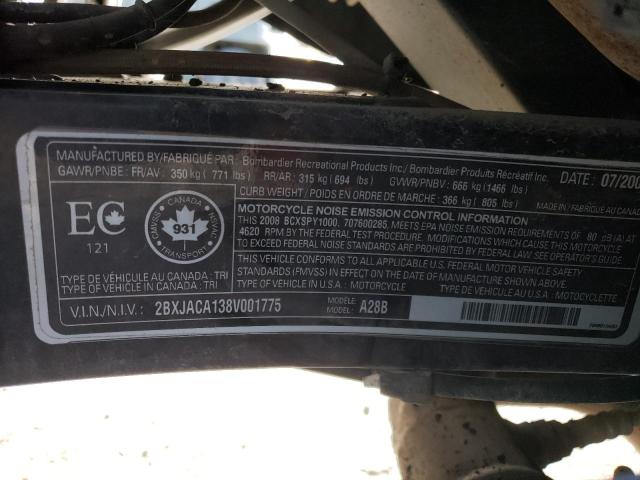 MANUFACTURED BY/FABRIQUÉ PAR: Bombardier Recreational Products Inc./ Bombardier Produits Récréatif Inc. DATE: 07/200
GAWR/PNBE: FR/AV: 350 kg ( 771 lbs) RR/AR: 315 kg ( 694 lbs) GVWR/PNBV: 666 kg (1466 lbs)
CURB WEIGHT / POIDS EN ORDRE DE MARCHE: 366 kg ( 805 lbs) MADE IN/FABRIQUÉ AU CANADA
EC
121
CANADA
CMVSS NSVAC
931
TRANSPORT
MOTORCYCLE NOISE EMISSION CONTROL INFORMATION
THIS 2008 BCXSPY1000. 707600285, MEETS EPA NOISE EMISSION REQUIREMENTS OF 80 dB(A) AT
4620 RPM BY THE FEDERAL TEST PROCEDURE. MODIFICATIONS WHICH CAUSE THIS MOTORCYCLE
TO EXCEED FEDERAL NOISE STANDARDS ARE PROHIBITED BY FEDERAL LAW. SEE OPERATOR'S GUIDE.
THIS VEHICLE CONFORMS TO ALL APPLICABLE U.S. FEDERAL MOTOR VEHICLE SAFETY
STANDARDS (FMVSS) IN EFFECT ON THE DATE OF MANUFACTURE SHOWN ABOVE.
TYPE OF VEHICLE IN CANADA: TRI TYPE OF VEHICLE IN U.S.A.: MOTORCYCLE
TYPE DE VÉHICULE AU CANADA: TRI TYPE DE VÉHICULE AU U.S.A.: MOTOCYCLETTE
V.I.N./N.I.V.: 2BXJACA138V001775 MODEL: MODÈLE: A28B